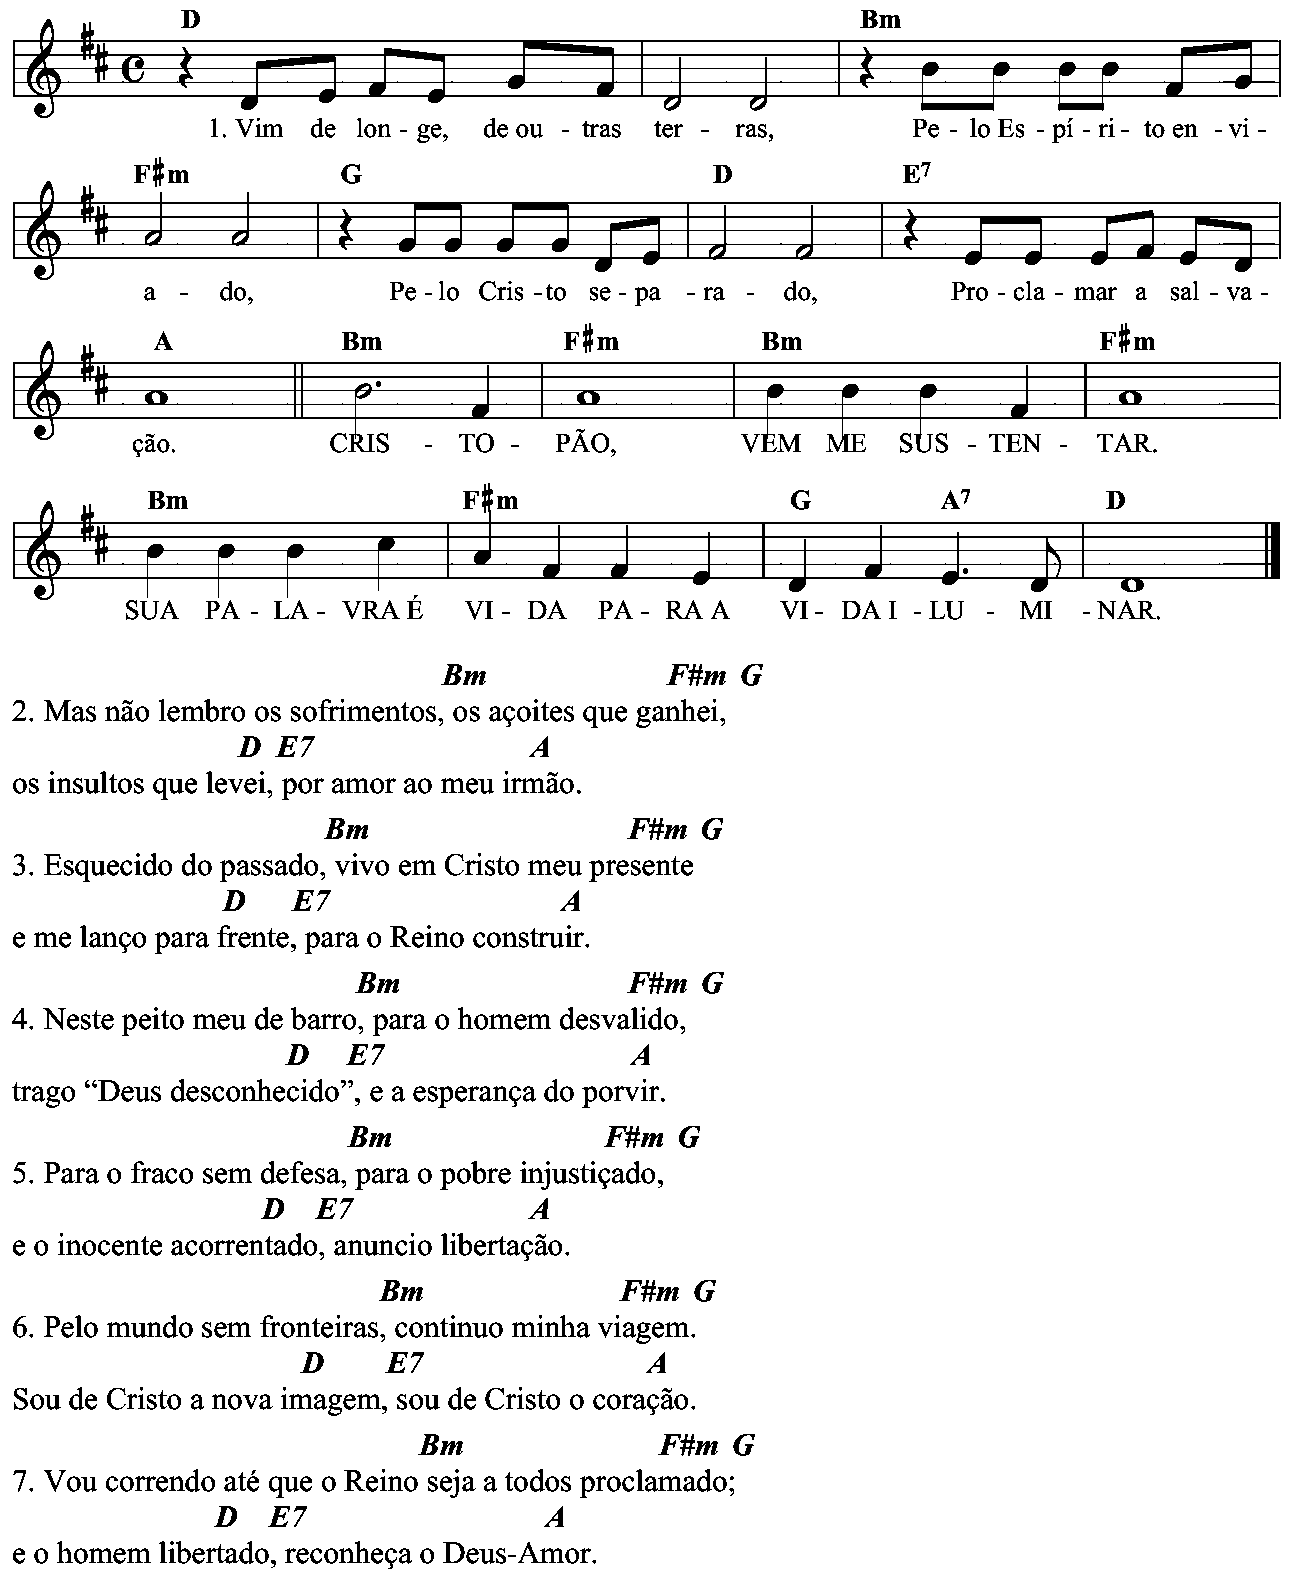 D Bm
1. Vim de lon - ge, de ou - tras ter - ras, Pe - lo Es - pí - ri - to en - vi -
F#m G D E7
a - do, Pe - lo Cris - to se - pa - ra - do, Pro - cla - mar a sal - va -
A Bm F#m Bm F#m
ção. CRIS - TO - PÃO, VEM ME SUS - TEN - TAR.
Bm F#m G A7 D
SUA PA - LA - VRA É VI - DA PA - RA A VI - DA I - LU - MI - NAR.
Bm F#m G
2. Mas não lembro os sofrimentos, os açoites que ganhei,
D E7 A
os insultos que levei, por amor ao meu irmão.
Bm F#m G
3. Esquecido do passado, vivo em Cristo meu presente
D E7 A
e me lanço para frente, para o Reino construir.
Bm F#m G
4. Neste peito meu de barro, para o homem desvalido,
D E7 A
trago “Deus desconhecido”, e a esperança do porvir.
Bm F#m G
5. Para o fraco sem defesa, para o pobre injustiçado,
D E7 A
e o inocente acorrentado, anuncio libertação.
Bm F#m G
6. Pelo mundo sem fronteiras, continuo minha viagem.
D E7 A
Sou de Cristo a nova imagem, sou de Cristo o coração.
Bm F#m G
7. Vou correndo até que o Reino seja a todos proclamado;
D E7 A
e o homem libertado, reconheça o Deus-Amor.